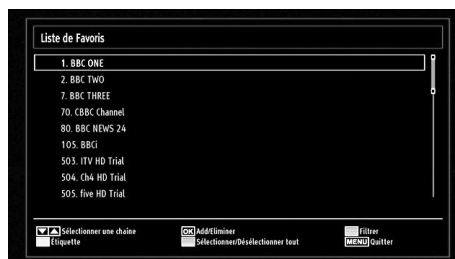 Liste de Favoris
1. BBC ONE
2. BBC TWO
7. BBC THREE
70. CBBC Channel
80. BBC NEWS 24
105. BBCi
503. ITV HD Trial
504. Ch4 HD Trial
505. five HD Trial
Sélectionner une chaine OK Add/Eliminer Filtrer
Étiquette Sélectionner/Désélectionner tout MENU Quitter